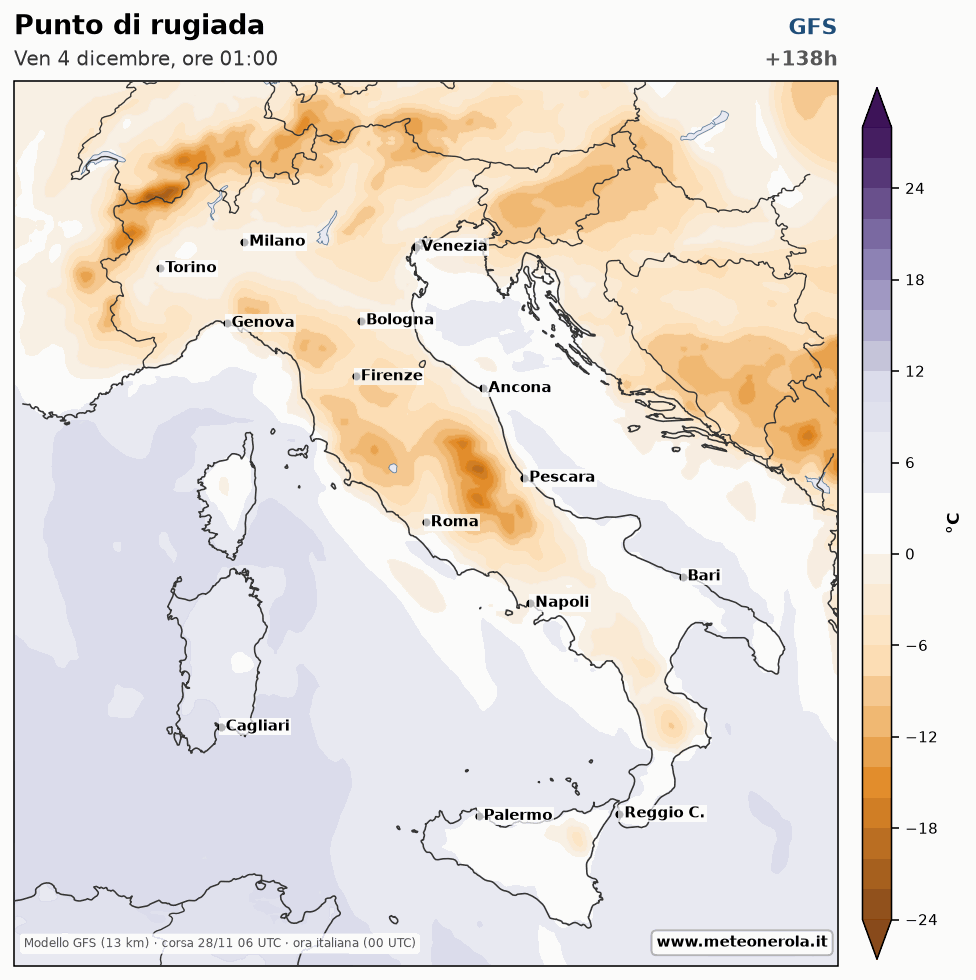 Punto di rugiada
GFS
Ven 4 dicembre, ore 01:00
+138h
Milano
Venezia
Torino
Genova
Bologna
Firenze
Ancona
Pescara
Roma
Bari
Napoli
Cagliari
Palermo
Reggio C.
24
18
12
6
0
−6
−12
−18
−24
°C
Modello GFS (13 km) · corsa 28/11 06 UTC · ora italiana (00 UTC)
www.meteonerola.it